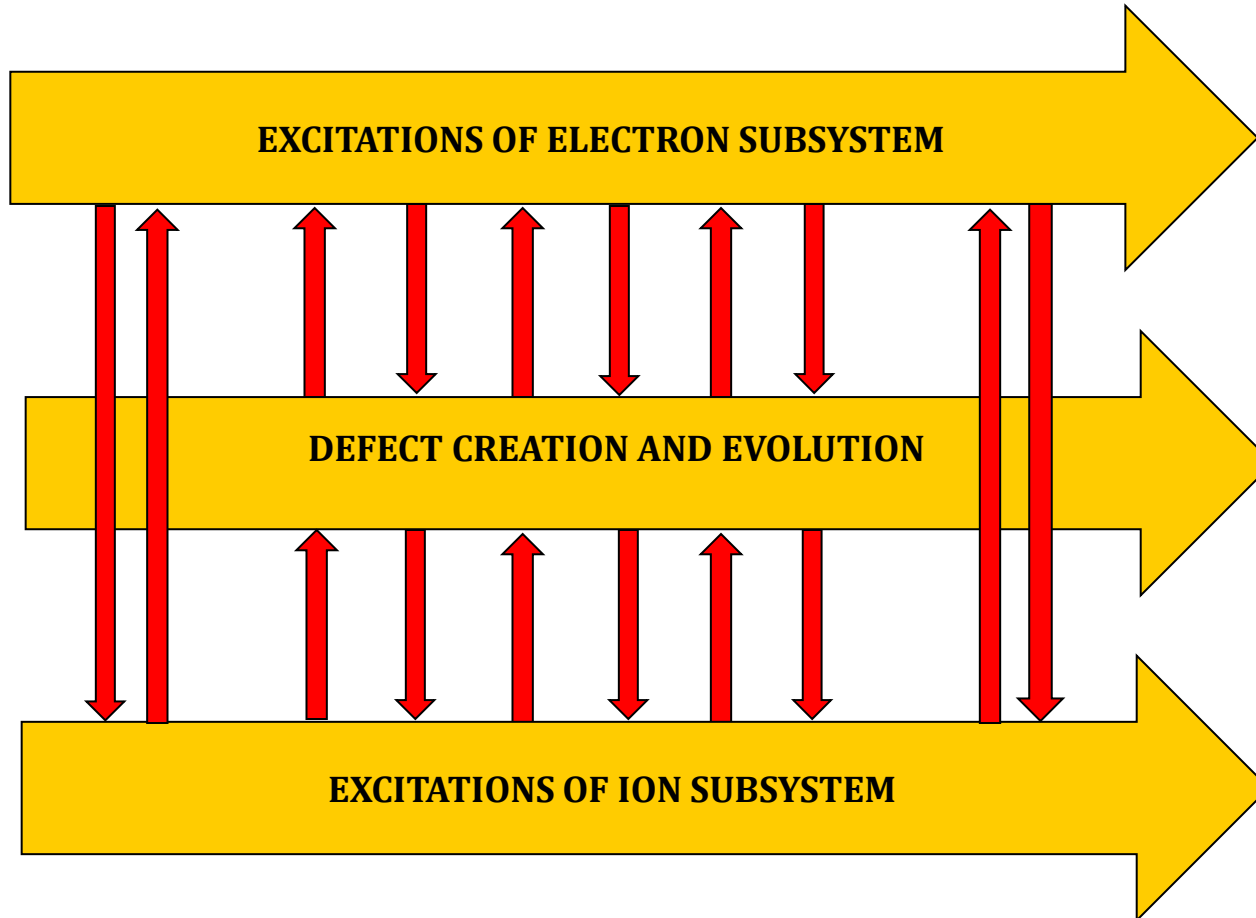 EXCITATIONS OF ELECTRON SUBSYSTEM
DEFECT CREATION AND EVOLUTION
EXCITATIONS OF ION SUBSYSTEM